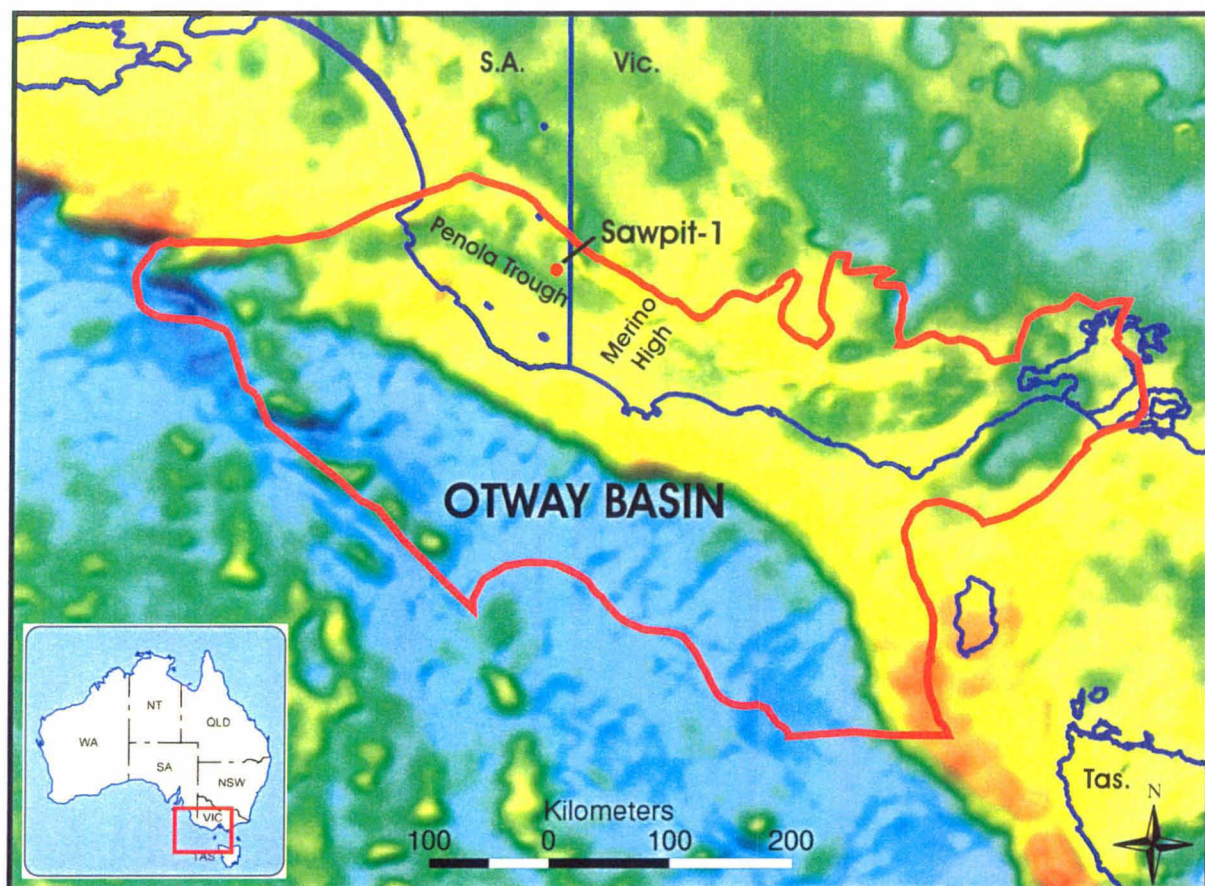 S.A.
Vic.
Sawpit-1
Penola Trough
Merino
High
OTWAY BASIN
Tas.
N
Kilometers
100 0 100 200
WA
NT
QLD
SA
NSW
VIC
TAS